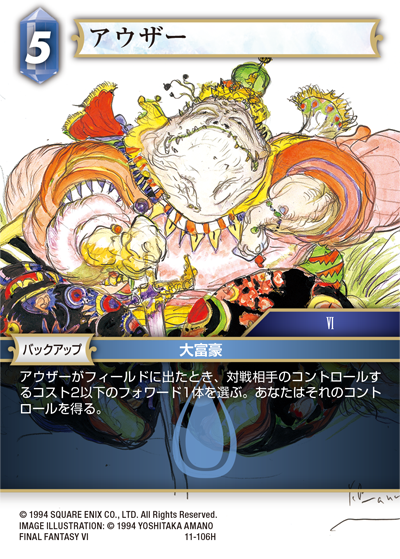 5
アウザー
VI
バックアップ
大富豪
アウザーがフィールドに出たとき、対戦相手のコントロールす
るコスト2以下のフォワード1体を選ぶ。あなたはそれのコント
ロールを得る。
© 1994 SQUARE ENIX CO., LTD. All Rights Reserved.
IMAGE ILLUSTRATION: © 1994 YOSHITAKA AMANO
FINAL FANTASY VI
11-106H